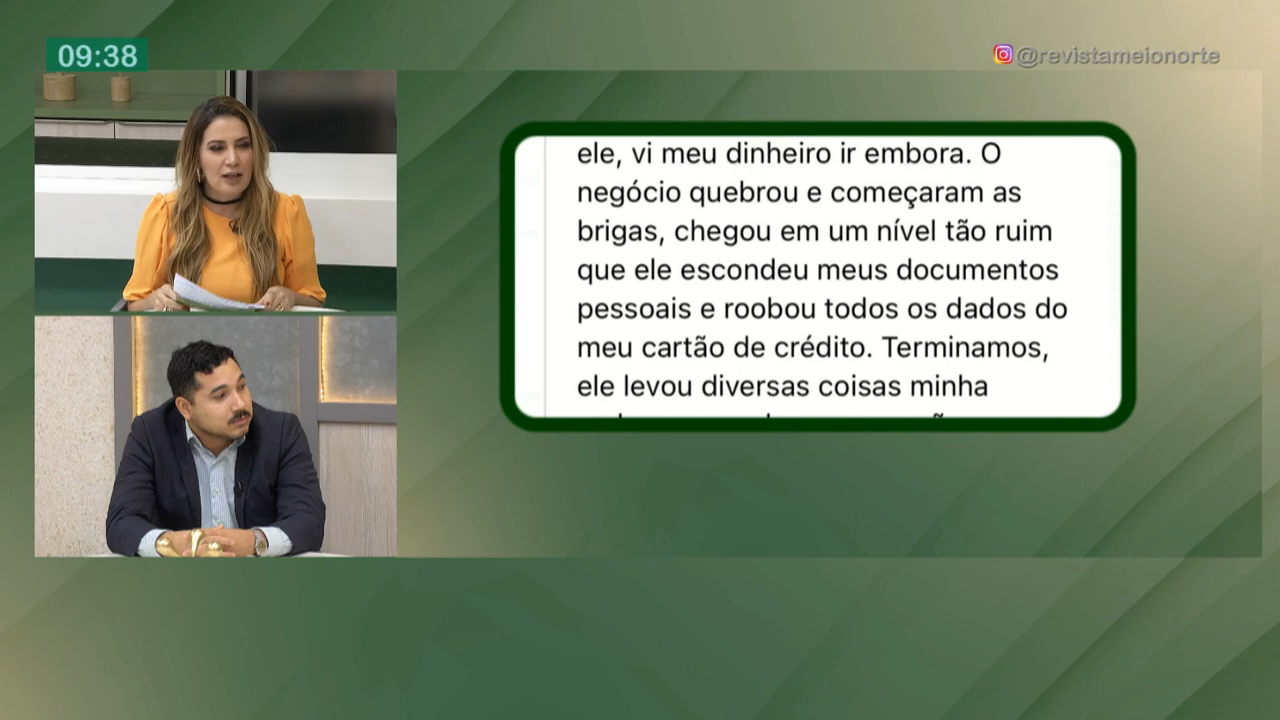 09:38
@revistameionorte
ele, vi meu dinheiro ir embora. O
negócio quebrou e começaram as
brigas, chegou em um nível tão ruim
que ele escondeu meus documentos
pessoais e roobou todos os dados do
meu cartão de crédito. Terminamos,
ele levou diversas coisas minha